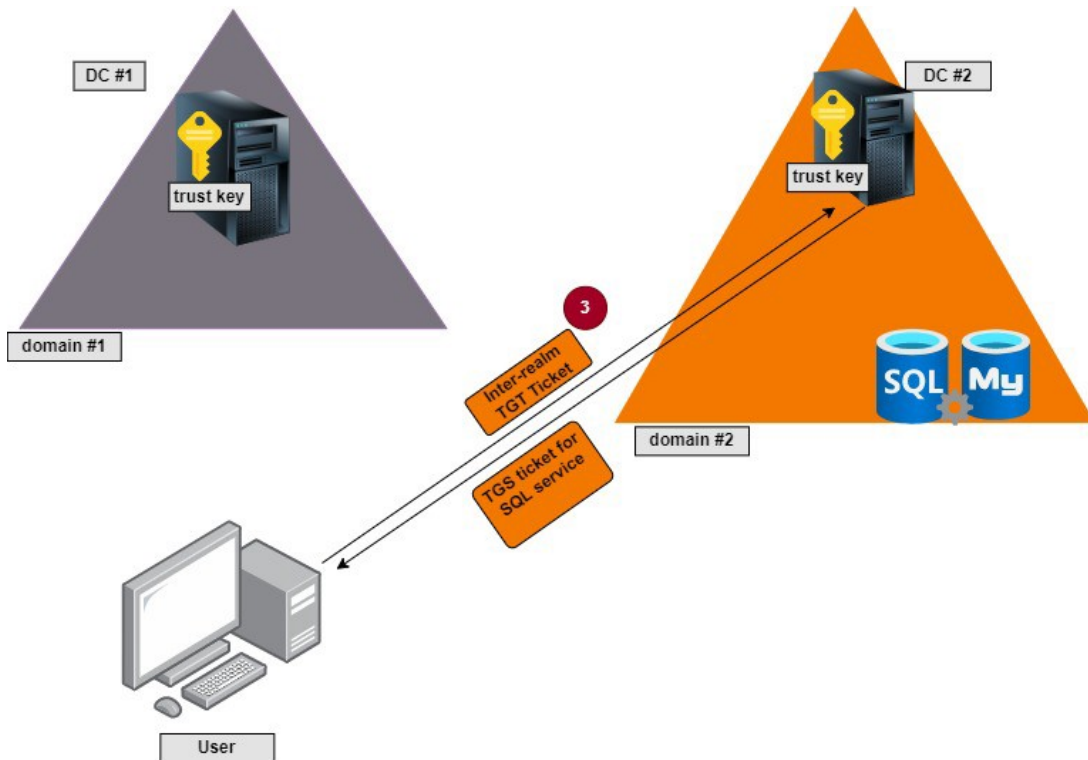 DC #1
DC #2
trust key
trust key
3
domain #1
Inter-realm
TGT Ticket
SQL
My
TGS ticket for
SQL service
domain #2
User